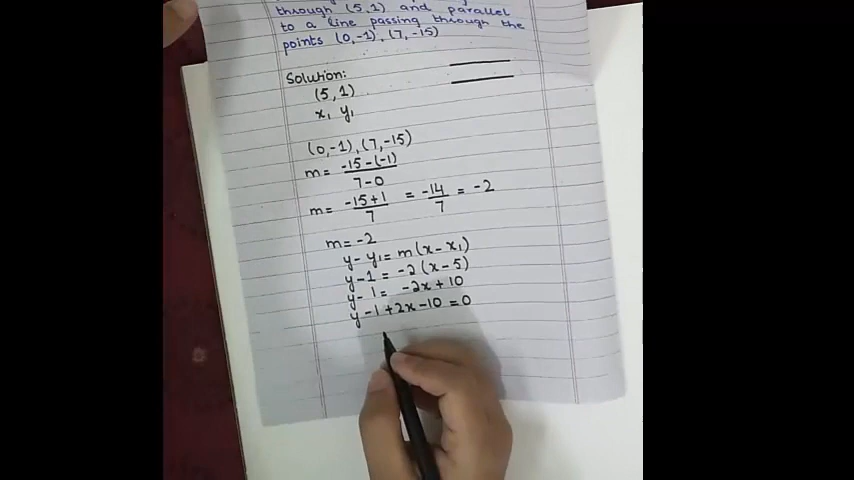 through (5,1) and parallel
to a line passing through the
points (0,-1), (7,-15)
Solution:
(5,1)
x₁ y₁
(0,-1), (7,-15)
m = -15-(-1) / 7-0
m = -15+1 / 7 = -14 / 7 = -2
m = -2
y - y₁ = m(x - x₁)
y - 1 = -2(x - 5)
y - 1 = -2x + 10
y - 1 + 2x - 10 = 0